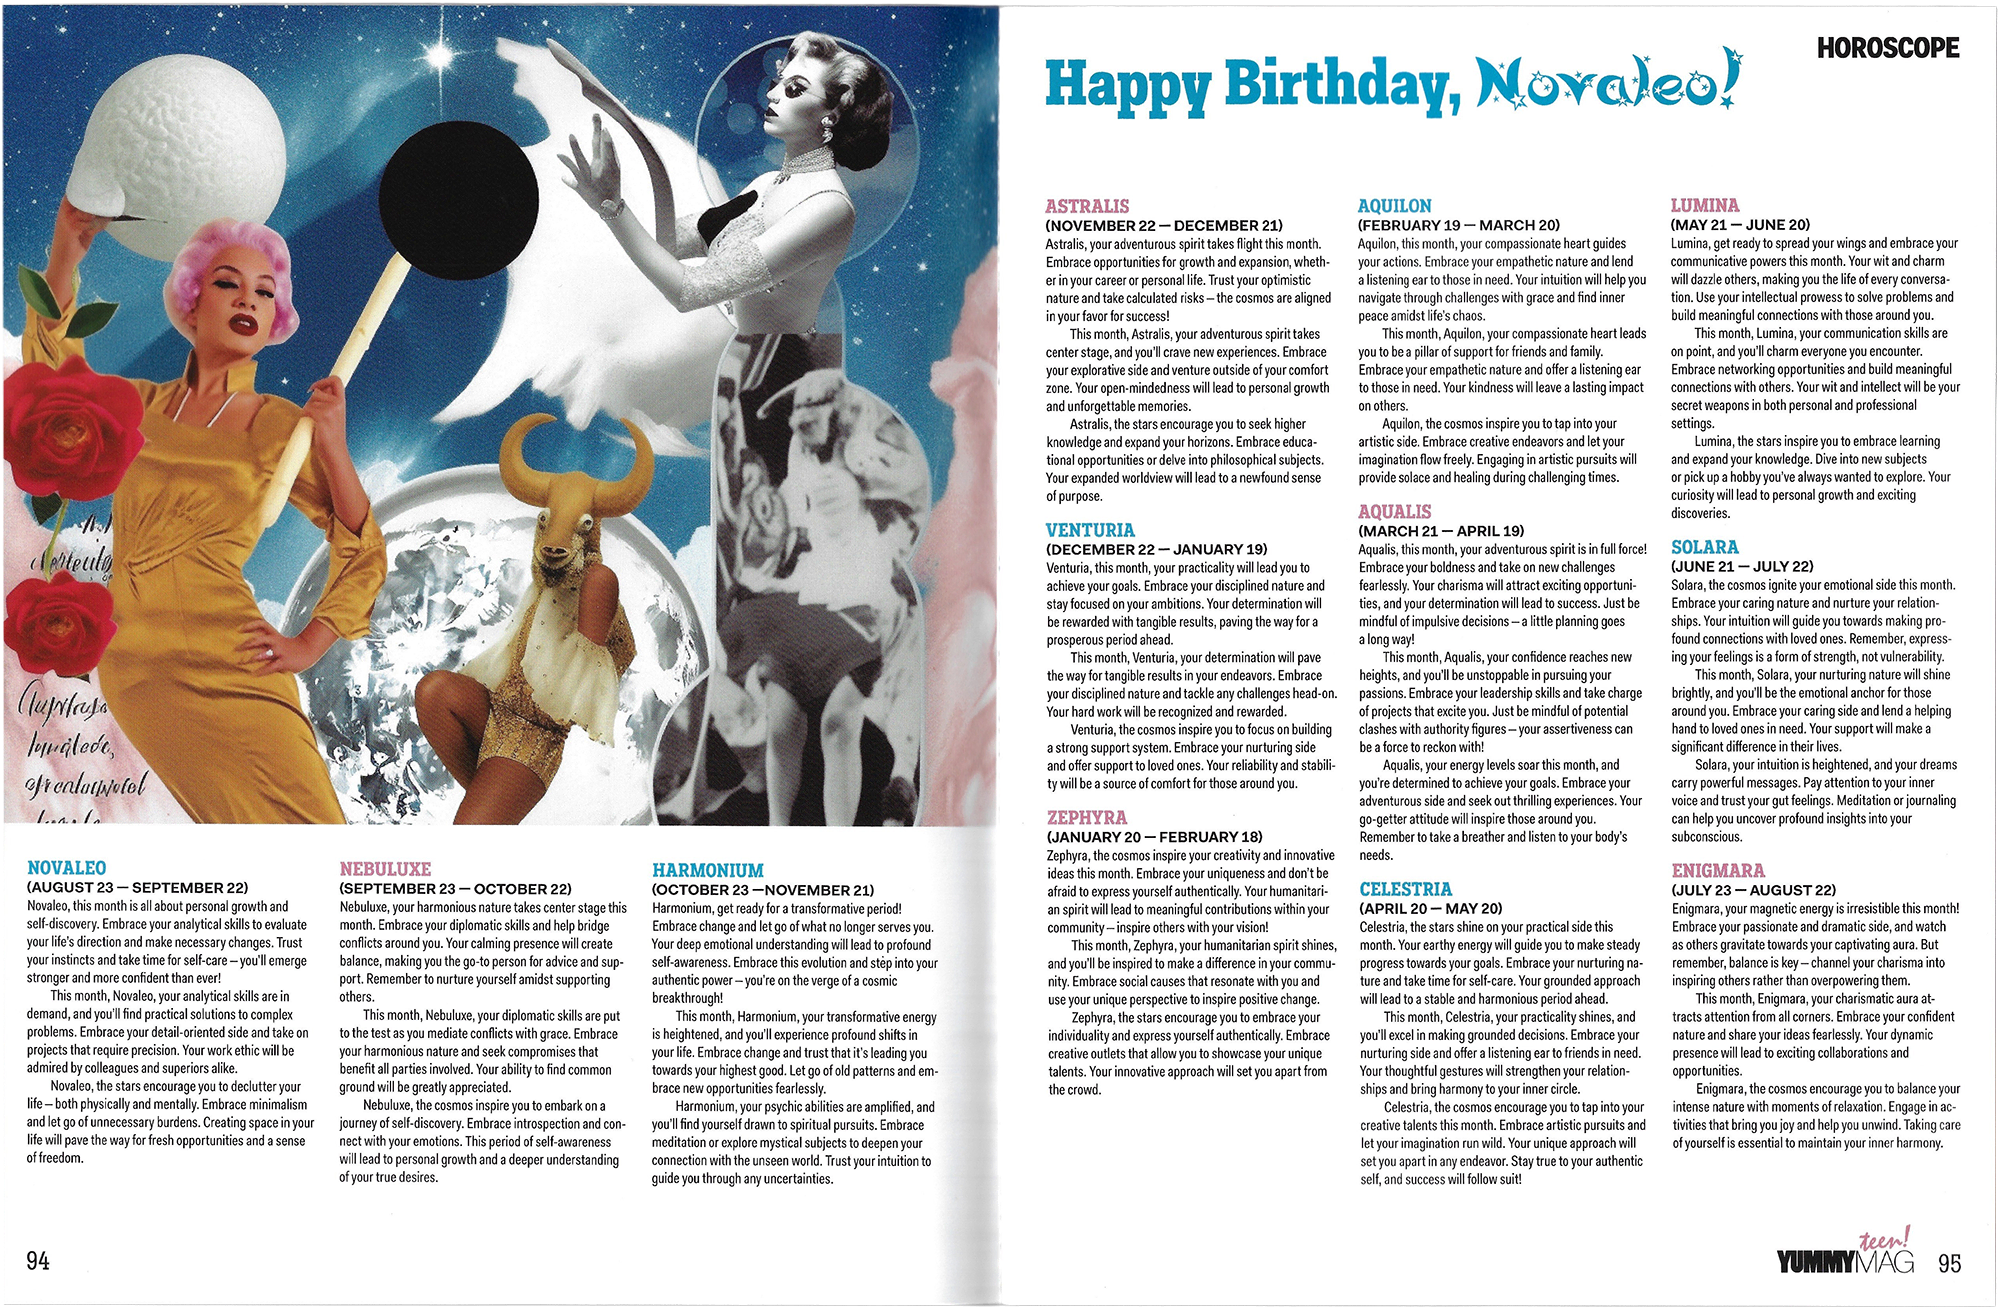 NOVALEO
(AUGUST 23 — SEPTEMBER 22)
Novaleo, this month is all about personal growth and
self-discovery. Embrace your analytical skills to evaluate
your life's direction and make necessary changes. Trust
your instincts and take time for self-care — you'll emerge
stronger and more confident than ever!
This month, Novaleo, your analytical skills are in
demand, and you'll find practical solutions to complex
problems. Embrace your detail-oriented side and take on
projects that require precision. Your work ethic will be
admired by colleagues and superiors alike.
Novaleo, the stars encourage you to declutter your
life — both physically and mentally. Embrace minimalism
and let go of unnecessary burdens. Creating space in your
life will pave the way for fresh opportunities and a sense
of freedom.
NEBULUXE
(SEPTEMBER 23 — OCTOBER 22)
Nebuluxe, your harmonious nature takes center stage this
month. Embrace your diplomatic skills and help bridge
conflicts around you. Your calming presence will create
balance, making you the go-to person for advice and sup-
port. Remember to nurture yourself amidst supporting
others.
This month, Nebuluxe, your diplomatic skills are put
to the test as you mediate conflicts with grace. Embrace
your harmonious nature and seek compromises that
benefit all parties involved. Your ability to find common
ground will be greatly appreciated.
Nebuluxe, the cosmos inspire you to embark on a
journey of self-discovery. Embrace introspection and con-
nect with your emotions. This period of self-awareness
will lead to personal growth and a deeper understanding
of your true desires.
HARMONIUM
(OCTOBER 23 —NOVEMBER 21)
Harmonium, get ready for a transformative period!
Embrace change and let go of what no longer serves you.
Your deep emotional understanding will lead to profound
self-awareness. Embrace this evolution and step into your
authentic power — you're on the verge of a cosmic
breakthrough!
This month, Harmonium, your transformative energy
is heightened, and you'll experience profound shifts in
your life. Embrace change and trust that it's leading you
towards your highest good. Let go of old patterns and em-
brace new opportunities fearlessly.
Harmonium, your psychic abilities are amplified, and
you'll find yourself drawn to spiritual pursuits. Embrace
meditation or explore mystical subjects to deepen your
connection with the unseen world. Trust your intuition to
guide you through any uncertainties.
94
HOROSCOPE
Happy Birthday, Novaleo!
ASTRALIS
(NOVEMBER 22 — DECEMBER 21)
Astralis, your adventurous spirit takes flight this month.
Embrace opportunities for growth and expansion, wheth-
er in your career or personal life. Trust your optimistic
nature and take calculated risks — the cosmos are aligned
in your favor for success!
This month, Astralis, your adventurous spirit takes
center stage, and you'll crave new experiences. Embrace
your explorative side and venture outside of your comfort
zone. Your open-mindedness will lead to personal growth
and unforgettable memories.
Astralis, the stars encourage you to seek higher
knowledge and expand your horizons. Embrace educa-
tional opportunities or delve into philosophical subjects.
Your expanded worldview will lead to a newfound sense
of purpose.
VENTURIA
(DECEMBER 22 — JANUARY 19)
Venturia, this month, your practicality will lead you to
achieve your goals. Embrace your disciplined nature and
stay focused on your ambitions. Your determination will
be rewarded with tangible results, paving the way for a
prosperous period ahead.
This month, Venturia, your determination will pave
the way for tangible results in your endeavors. Embrace
your disciplined nature and tackle any challenges head-on.
Your hard work will be recognized and rewarded.
Venturia, the cosmos inspire you to focus on building
a strong support system. Embrace your nurturing side
and offer support to loved ones. Your reliability and stabili-
ty will be a source of comfort for those around you.
ZEPHYRA
(JANUARY 20 — FEBRUARY 18)
Zephyra, the cosmos inspire your creativity and innovative
ideas this month. Embrace your uniqueness and don't be
afraid to express yourself authentically. Your humanitari-
an spirit will lead to meaningful contributions within your
community — inspire others with your vision!
This month, Zephyra, your humanitarian spirit shines,
and you'll be inspired to make a difference in your commu-
nity. Embrace social causes that resonate with you and
use your unique perspective to inspire positive change.
Zephyra, the stars encourage you to embrace your
individuality and express yourself authentically. Embrace
creative outlets that allow you to showcase your unique
talents. Your innovative approach will set you apart from
the crowd.
AQUILON
(FEBRUARY 19 — MARCH 20)
Aquilon, this month, your compassionate heart guides
your actions. Embrace your empathetic nature and lend
a listening ear to those in need. Your intuition will help you
navigate through challenges with grace and find inner
peace amidst life's chaos.
This month, Aquilon, your compassionate heart leads
you to be a pillar of support for friends and family.
Embrace your empathetic nature and offer a listening ear
to those in need. Your kindness will leave a lasting impact
on others.
Aquilon, the cosmos inspire you to tap into your
artistic side. Embrace creative endeavors and let your
imagination flow freely. Engaging in artistic pursuits will
provide solace and healing during challenging times.
AQUALIS
(MARCH 21 — APRIL 19)
Aqualis, this month, your adventurous spirit is in full force!
Embrace your boldness and take on new challenges
fearlessly. Your charisma will attract exciting opportuni-
ties, and your determination will lead to success. Just be
mindful of impulsive decisions — a little planning goes
a long way!
This month, Aqualis, your confidence reaches new
heights, and you'll be unstoppable in pursuing your
passions. Embrace your leadership skills and take charge
of projects that excite you. Just be mindful of potential
clashes with authority figures — your assertiveness can
be a force to reckon with!
Aqualis, your energy levels soar this month, and
you're determined to achieve your goals. Embrace your
adventurous side and seek out thrilling experiences. Your
go-getter attitude will inspire those around you.
Remember to take a breather and listen to your body's
needs.
CELESTRIA
(APRIL 20 — MAY 20)
Celestria, the stars shine on your practical side this
month. Your earthy energy will guide you to make steady
progress towards your goals. Embrace your nurturing na-
ture and take time for self-care. Your grounded approach
will lead to a stable and harmonious period ahead.
This month, Celestria, your practicality shines, and
you'll excel in making grounded decisions. Embrace your
nurturing side and offer a listening ear to friends in need.
Your thoughtful gestures will strengthen your relation-
ships and bring harmony to your inner circle.
Celestria, the cosmos encourage you to tap into your
creative talents this month. Embrace artistic pursuits and
let your imagination run wild. Your unique approach will
set you apart in any endeavor. Stay true to your authentic
self, and success will follow suit!
LUMINA
(MAY 21 — JUNE 20)
Lumina, get ready to spread your wings and embrace your
communicative powers this month. Your wit and charm
will dazzle others, making you the life of every conversa-
tion. Use your intellectual prowess to solve problems and
build meaningful connections with those around you.
This month, Lumina, your communication skills are
on point, and you'll charm everyone you encounter.
Embrace networking opportunities and build meaningful
connections with others. Your wit and intellect will be your
secret weapons in both personal and professional
settings.
Lumina, the stars inspire you to embrace learning
and expand your knowledge. Dive into new subjects
or pick up a hobby you've always wanted to explore. Your
curiosity will lead to personal growth and exciting
discoveries.
SOLARA
(JUNE 21 — JULY 22)
Solara, the cosmos ignite your emotional side this month.
Embrace your caring nature and nurture your relation-
ships. Your intuition will guide you towards making pro-
found connections with loved ones. Remember, express-
ing your feelings is a form of strength, not vulnerability.
This month, Solara, your nurturing nature will shine
brightly, and you'll be the emotional anchor for those
around you. Embrace your caring side and lend a helping
hand to loved ones in need. Your support will make a
significant difference in their lives.
Solara, your intuition is heightened, and your dreams
carry powerful messages. Pay attention to your inner
voice and trust your gut feelings. Meditation or journaling
can help you uncover profound insights into your
subconscious.
ENIGMARA
(JULY 23 — AUGUST 22)
Enigmara, your magnetic energy is irresistible this month!
Embrace your passionate and dramatic side, and watch
as others gravitate towards your captivating aura. But
remember, balance is key — channel your charisma into
inspiring others rather than overpowering them.
This month, Enigmara, your charismatic aura at-
tracts attention from all corners. Embrace your confident
nature and share your ideas fearlessly. Your dynamic
presence will lead to exciting collaborations and
opportunities.
Enigmara, the cosmos encourage you to balance your
intense nature with moments of relaxation. Engage in ac-
tivities that bring you joy and help you unwind. Taking care
of yourself is essential to maintain your inner harmony.
teen!
YUMMYMAG
95